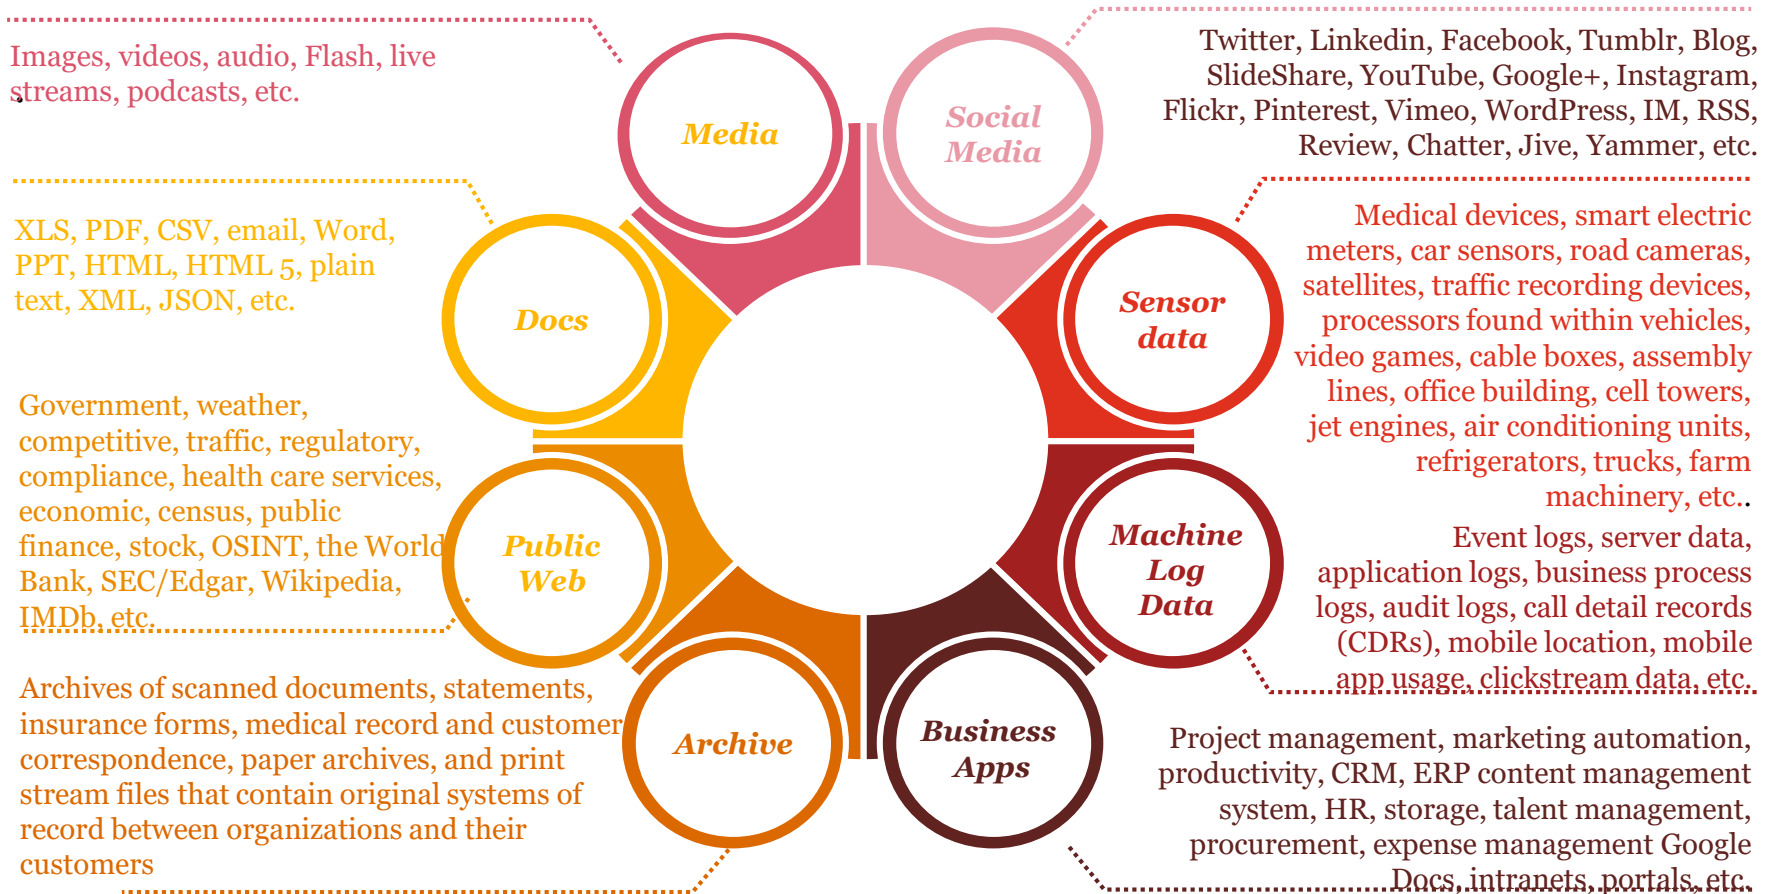 Images, videos, audio, Flash, live
streams, podcasts, etc.
.
Media
Social
Media
Twitter, Linkedin, Facebook, Tumblr, Blog,
SlideShare, YouTube, Google+, Instagram,
Flickr, Pinterest, Vimeo, WordPress, IM, RSS,
Review, Chatter, Jive, Yammer, etc.
XLS, PDF, CSV, email, Word,
PPT, HTML, HTML 5, plain
text, XML, JSON, etc.
Docs
Sensor
data
Medical devices, smart electric
meters, car sensors, road cameras,
satellites, traffic recording devices,
processors found within vehicles,
video games, cable boxes, assembly
lines, office building, cell towers,
jet engines, air conditioning units,
refrigerators, trucks, farm
machinery, etc..
Government, weather,
competitive, traffic, regulatory,
compliance, health care services,
economic, census, public
finance, stock, OSINT, the World
Bank, SEC/Edgar, Wikipedia,
IMDb, etc.
Public
Web
Machine
Log
Data
Event logs, server data,
application logs, business process
logs, audit logs, call detail records
(CDRs), mobile location, mobile
app usage, clickstream data, etc.
Archives of scanned documents, statements,
insurance forms, medical record and customer
correspondence, paper archives, and print
stream files that contain original systems of
record between organizations and their
customers
Archive
Business
Apps
Project management, marketing automation,
productivity, CRM, ERP content management
system, HR, storage, talent management,
procurement, expense management Google
Docs, intranets, portals, etc.